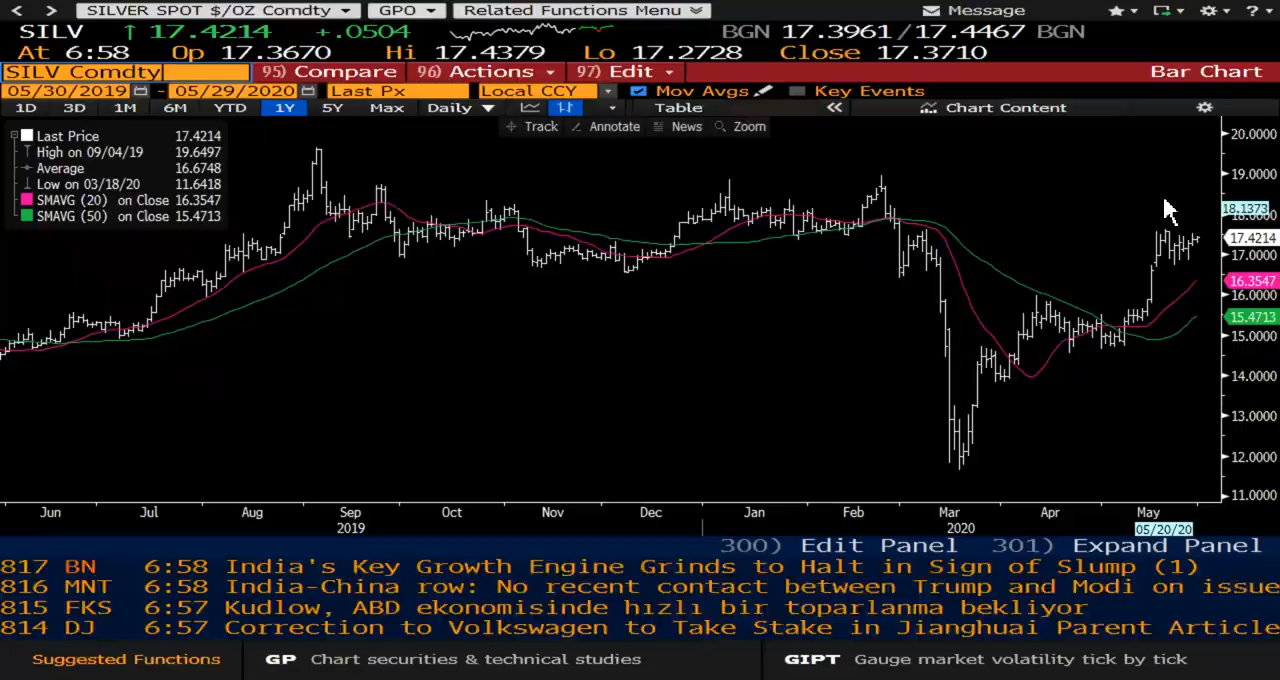 SILVER SPOT $/OZ Comdty GPO Related Functions Menu Message
SILV ↑ 17.4214 +.0504 BGN 17.3961/17.4467 BGN
At 6:58 Op 17.3670 Hi 17.4379 Lo 17.2728 Close 17.3710
SILV Comdty 95) Compare 96) Actions 97) Edit Bar Chart
05/30/2019 - 05/29/2020 Last Px Local CCY Mov Avgs Key Events
1D 3D 1M 6M YTD 1Y 5Y Max Daily ▼ Table Chart Content
Track Annotate News Zoom
Last Price 17.4214
High on 09/04/19 19.6497
Average 16.6748
Low on 03/18/20 11.6418
SMAVG (20) on Close 16.3547
SMAVG (50) on Close 15.4713
20.0000
19.0000
18.1373
18.0000
17.4214
17.0000
16.3547
16.0000
15.4713
15.0000
14.0000
13.0000
12.0000
11.0000
Jun Jul Aug Sep Oct Nov Dec Jan Feb Mar Apr May
2019 2020 05/20/20
300) Edit Panel 301) Expand Panel
817 BN 6:58 India's Key Growth Engine Grinds to Halt in Sign of Slump (1)
816 MNT 6:58 India-China row: No recent contact between Trump and Modi on issue
815 FKS 6:57 Kudlow, ABD ekonomisinde hızlı bir toparlanma bekliyor
814 DJ 6:57 Correction to Volkswagen to Take Stake in Jianghuai Parent Article
Suggested Functions GP Chart securities & technical studies GIPT Gauge market volatility tick by tick